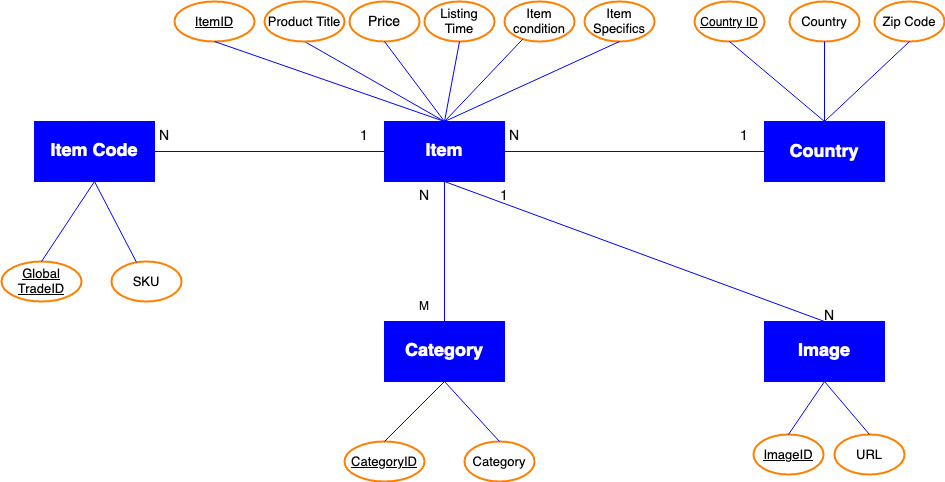 ItemID
Product Title
Price
Listing
Time
Item
condition
Item
Specifics
Country ID
Country
Zip Code
Item Code
N
1
Item
N
1
Country
N
1
Global
TradeID
SKU
M
N
Category
Image
CategoryID
Category
ImageID
URL